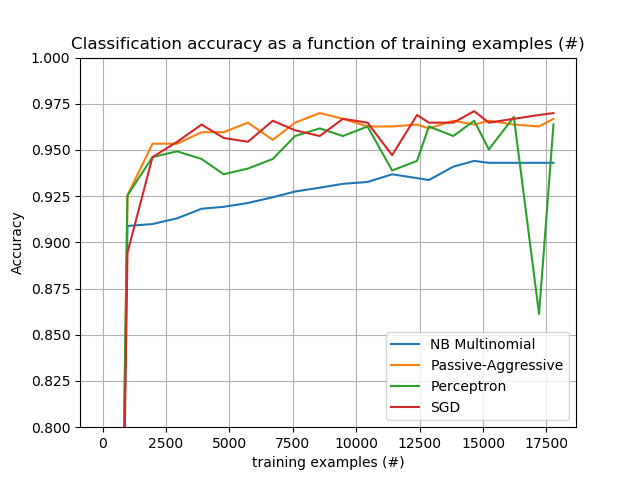 Classification accuracy as a function of training examples (#)
1.000
0.975
0.950
0.925
0.900
0.875
0.850
0.825
0.800
Accuracy
NB Multinomial
Passive-Aggressive
Perceptron
SGD
0 2500 5000 7500 10000 12500 15000 17500
training examples (#)